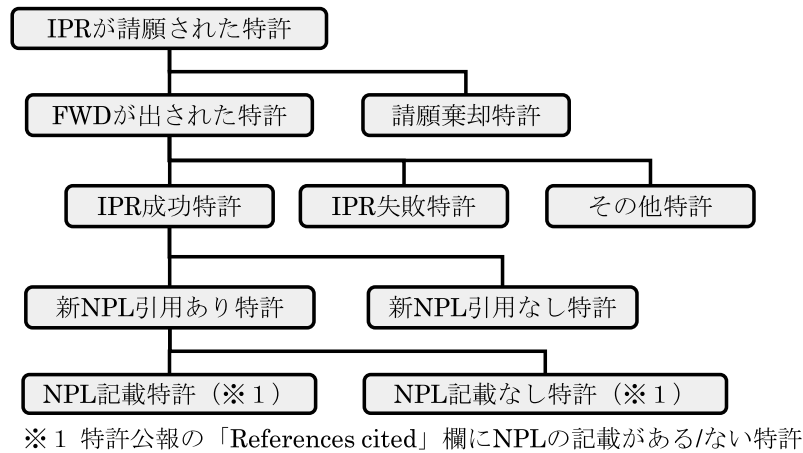 IPRが請願された特許
FWDが出された特許
請願棄却特許
IPR成功特許
IPR失敗特許
その他特許
新NPL引用あり特許
新NPL引用なし特許
NPL記載特許（※１）
NPL記載なし特許（※１）
※１ 特許公報の「References cited」欄にNPLの記載がある/ない特許